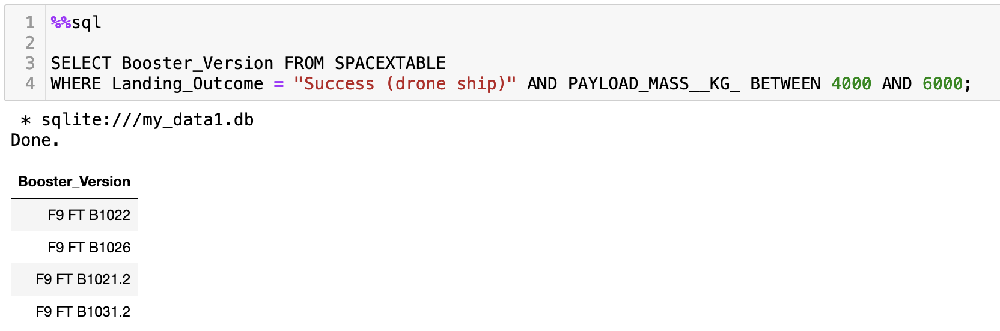 1 %%sql
2
3 SELECT Booster_Version FROM SPACEXTABLE
4 WHERE Landing_Outcome = "Success (drone ship)" AND PAYLOAD_MASS__KG_ BETWEEN 4000 AND 6000;
* sqlite:///my_data1.db
Done.
Booster_Version
F9 FT B1022
F9 FT B1026
F9 FT B1021.2
F9 FT B1031.2